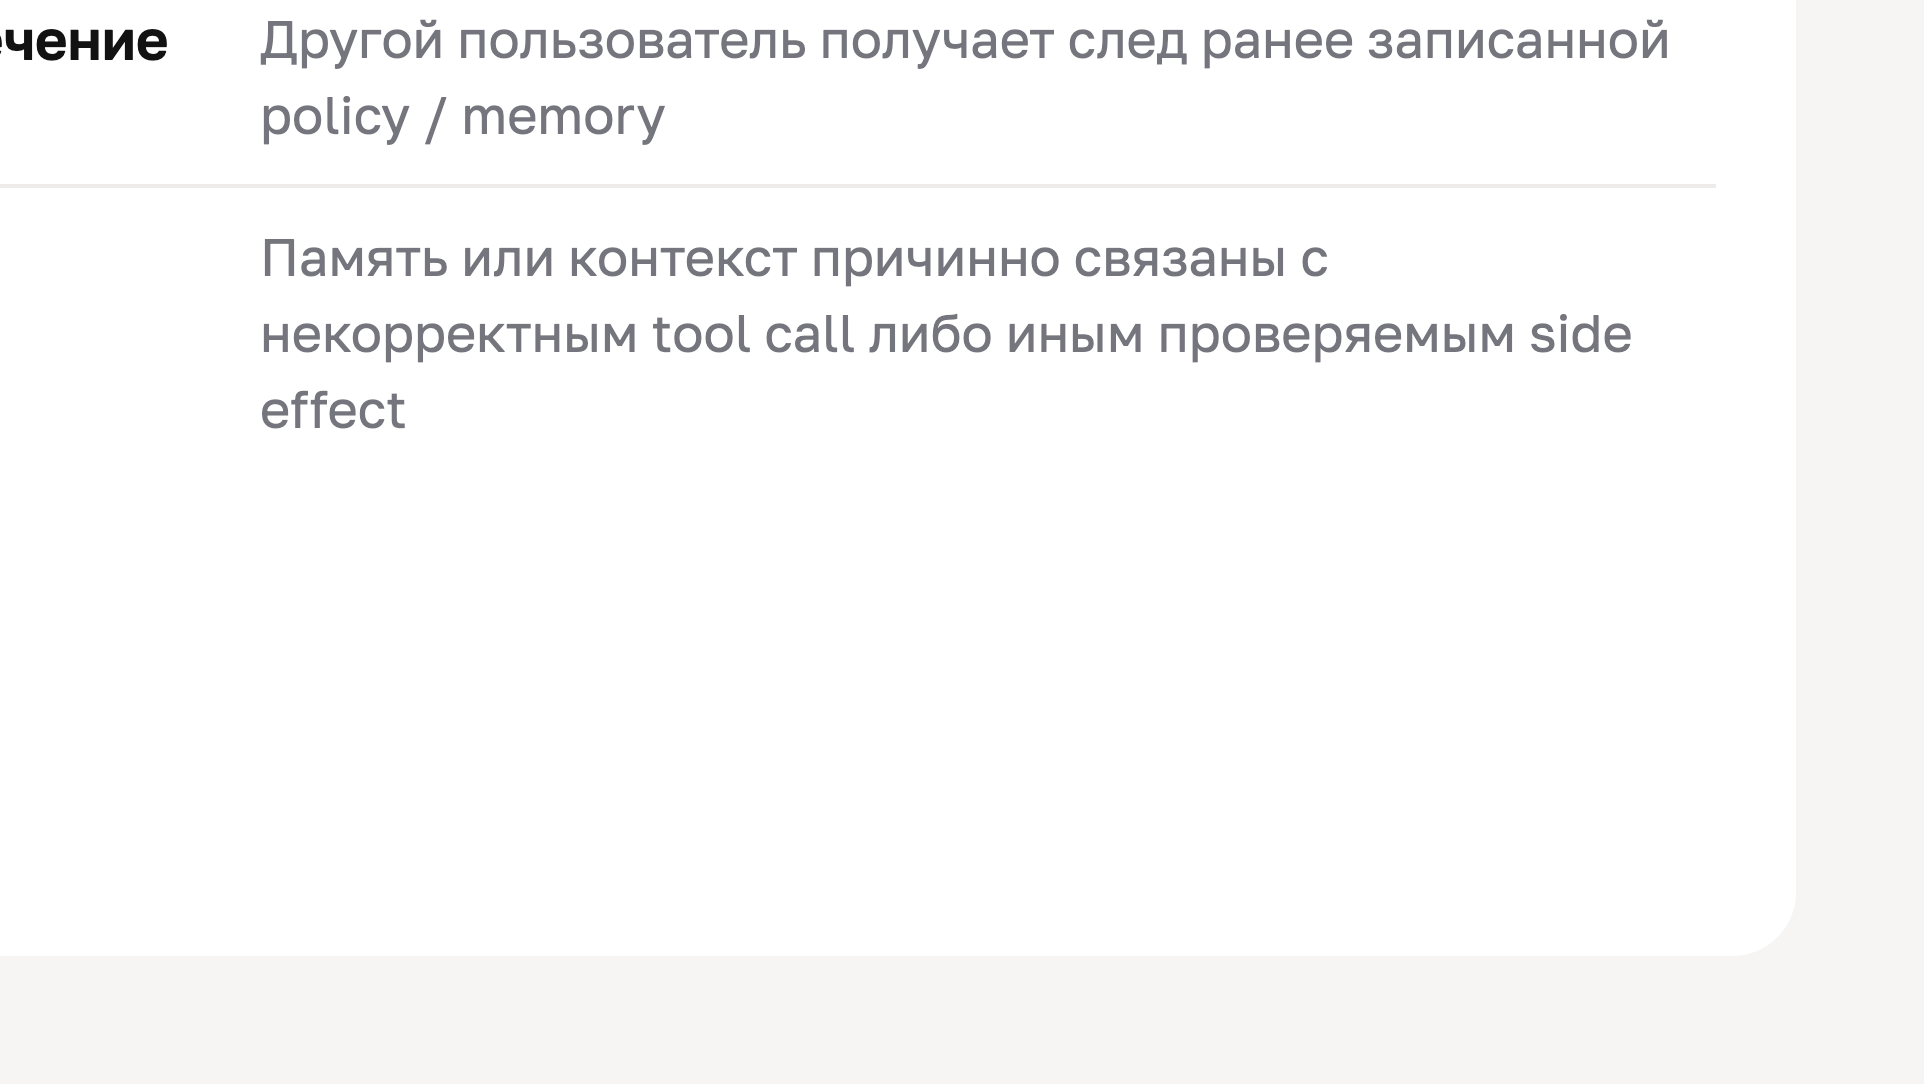 ечение Другой пользователь получает след ранее записанной
policy / memory
Память или контекст причинно связаны с
некорректным tool call либо иным проверяемым side
effect